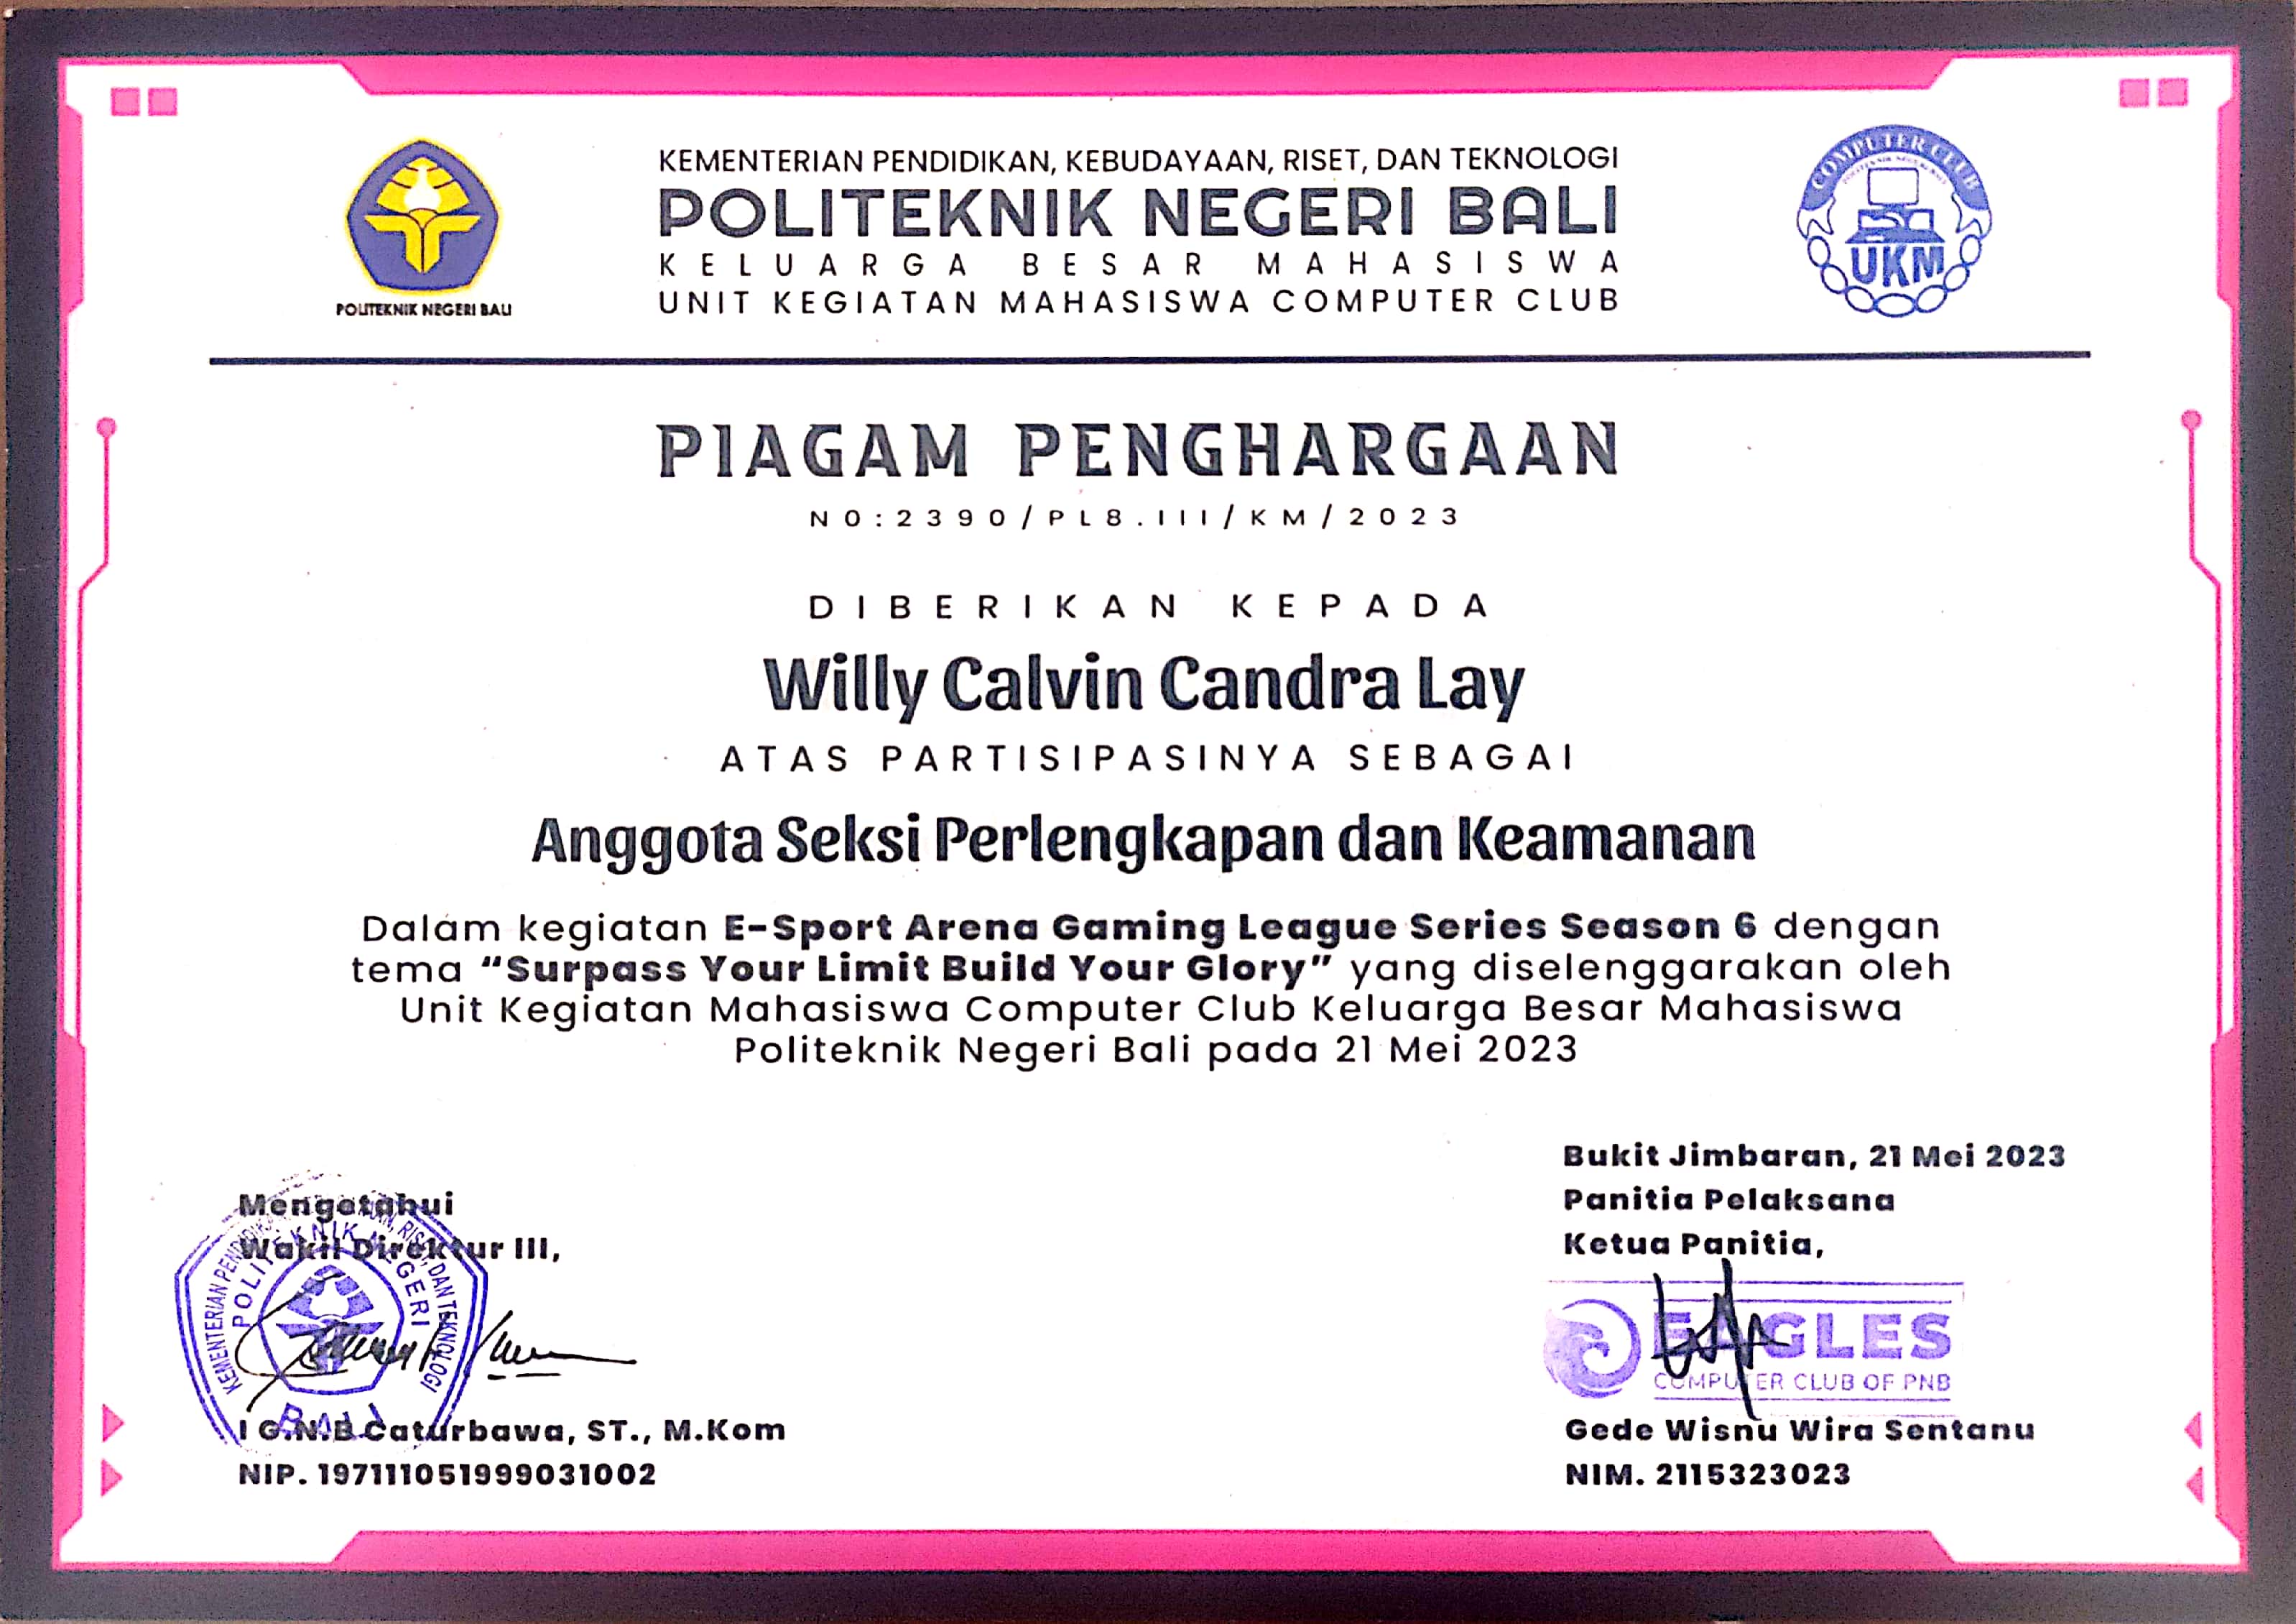 KEMENTERIAN PENDIDIKAN, KEBUDAYAAN, RISET, DAN TEKNOLOGI
POLITEKNIK NEGERI BALI
KELUARGA BESAR MAHASISWA
UNIT KEGIATAN MAHASISWA COMPUTER CLUB
POLITEKNIK NEGERI BALI
COMPUTER CLUB
UKM
PIAGAM PENGHARGAAN
NO:2390/PL8.III/KM/2023
DIBERIKAN KEPADA
Willy Calvin Candra Lay
ATAS PARTISIPASINYA SEBAGAI
Anggota Seksi Perlengkapan dan Keamanan
Dalam kegiatan E-Sport Arena Gaming League Series Season 6 dengan
tema “Surpass Your Limit Build Your Glory” yang diselenggarakan oleh
Unit Kegiatan Mahasiswa Computer Club Keluarga Besar Mahasiswa
Politeknik Negeri Bali pada 21 Mei 2023
Mengetahui
Wakil Direktur III,
KEMENTERIAN RISET, DAN TEKNOLOGI
POLITEKNIK NEGERI
BALI
I G.N.B Caturbawa, ST., M.Kom
NIP. 197111051999031002
Bukit Jimbaran, 21 Mei 2023
Panitia Pelaksana
Ketua Panitia,
EAGLES
COMPUTER CLUB OF PNB
Gede Wisnu Wira Sentanu
NIM. 2115323023